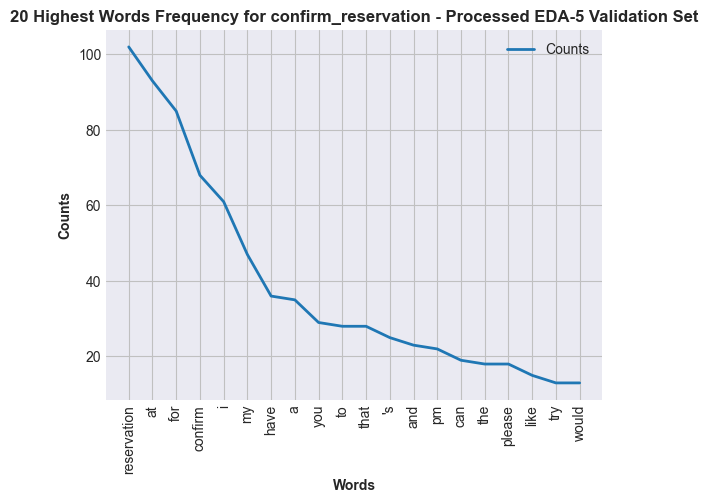 20 Highest Words Frequency for confirm_reservation - Processed EDA-5 Validation Set
Counts
100
80
60
40
20
Counts
reservation
at
for
confirm
i
my
have
a
you
to
that
's
and
pm
can
the
please
like
try
would
Words